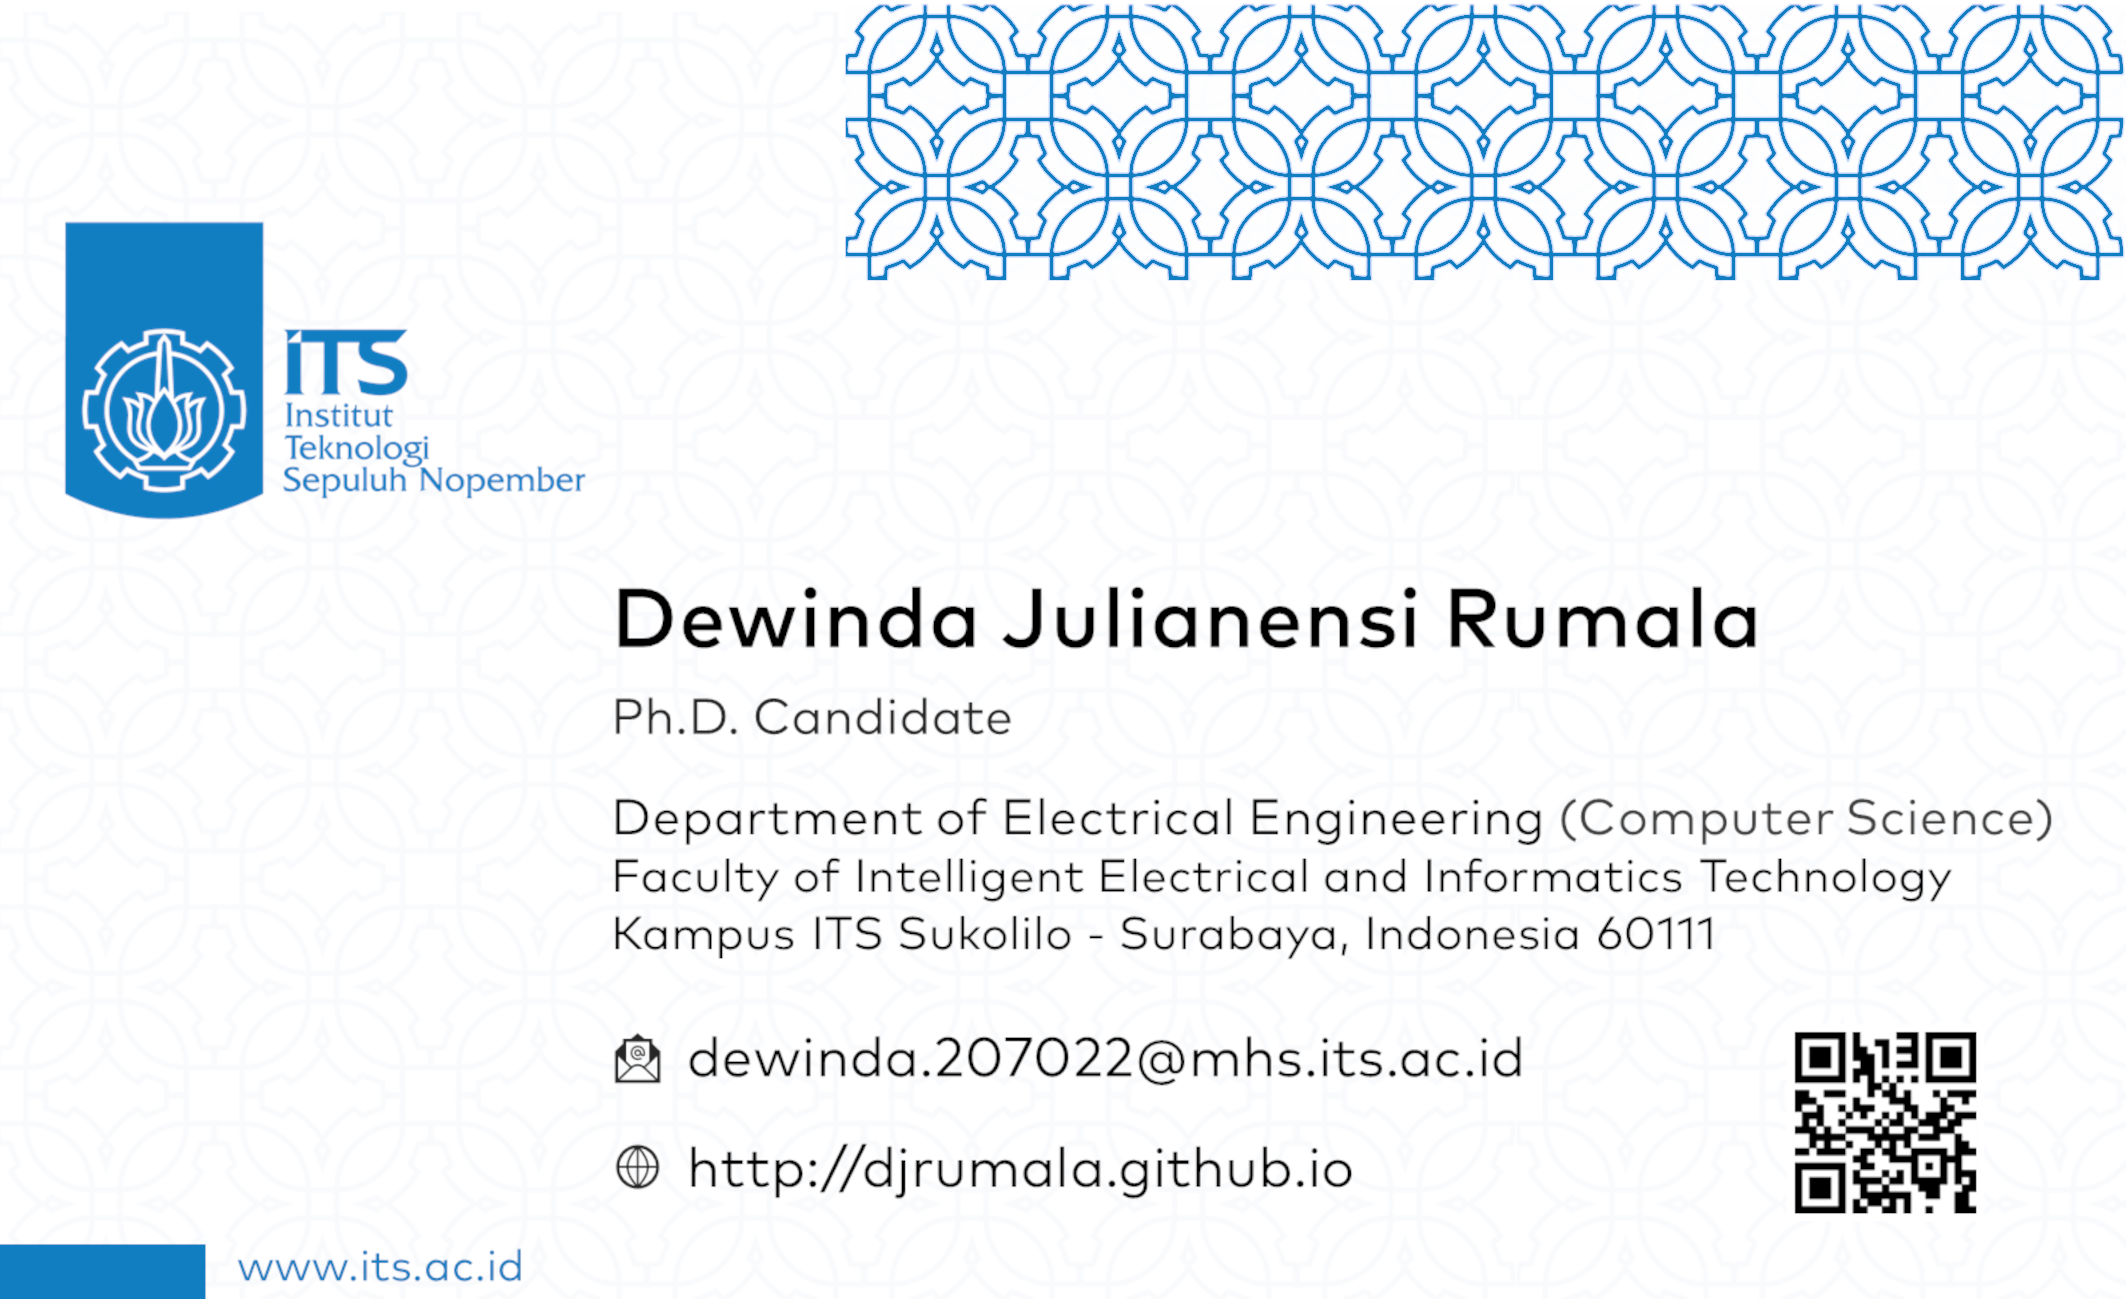 ITS
Institut
Teknologi
Sepuluh Nopember
Dewinda Julianensi Rumala
Ph.D. Candidate
Department of Electrical Engineering (Computer Science)
Faculty of Intelligent Electrical and Informatics Technology
Kampus ITS Sukolilo - Surabaya, Indonesia 60111
dewinda.207022@mhs.its.ac.id
http://djrumala.github.io
www.its.ac.id